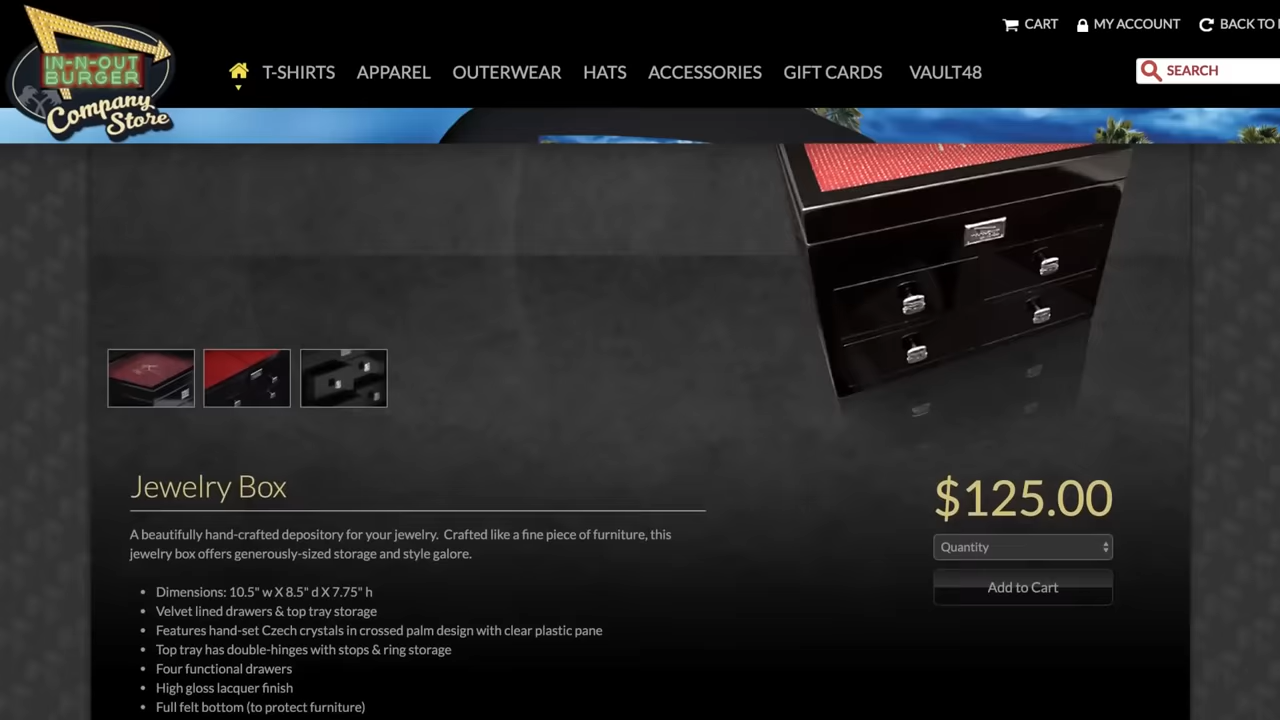 CART
MY ACCOUNT
BACK TO
IN-N-OUT
BURGER
Company
Store
T-SHIRTS
APPAREL
OUTERWEAR
HATS
ACCESSORIES
GIFT CARDS
VAULT48
SEARCH
Jewelry Box
$125.00
A beautifully hand-crafted depository for your jewelry. Crafted like a fine piece of furniture, this
jewelry box offers generously-sized storage and style galore.
Quantity
Add to Cart
• Dimensions: 10.5" w X 8.5" d X 7.75" h
• Velvet lined drawers & top tray storage
• Features hand-set Czech crystals in crossed palm design with clear plastic pane
• Top tray has double-hinges with stops & ring storage
• Four functional drawers
• High gloss lacquer finish
• Full felt bottom (to protect furniture)